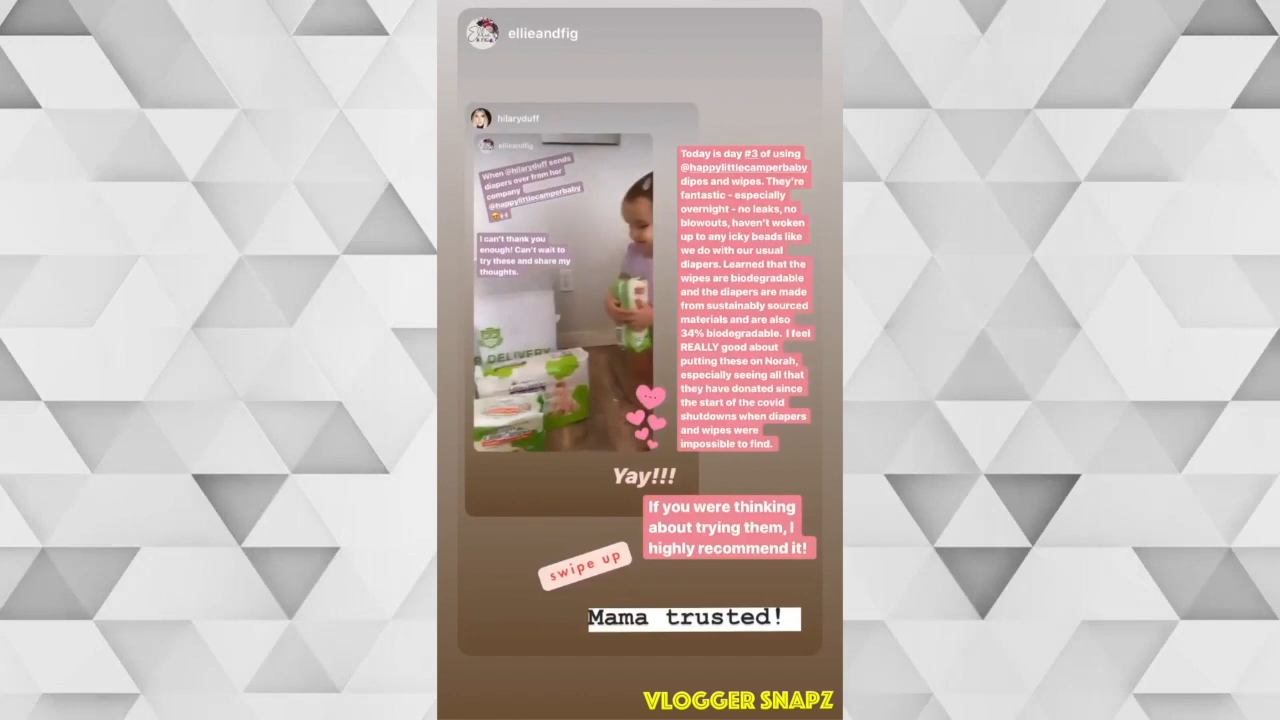 ellieandfig
hilaryduff
ellieandfig
When @hilaryduff sends
diapers over from her
company
@happylittlecamperbaby
I can't thank you
enough! Can't wait to
try these and share my
thoughts.
DELIVERY
Today is day #3 of using
@happylittlecamperbaby
dipes and wipes. They're
fantastic - especially
overnight - no leaks, no
blowouts, haven't woken
up to any icky beads like
we do with our usual
diapers. Learned that the
wipes are biodegradable
and the diapers are made
from sustainably sourced
materials and are also
34% biodegradable. I feel
REALLY good about
putting these on Norah,
especially seeing all that
they have donated since
the start of the covid
shutdowns when diapers
and wipes were
impossible to find.
Yay!!!
If you were thinking
about trying them, I
highly recommend it!
swipe up
Mama trusted!
VLOGGER SNAPZ